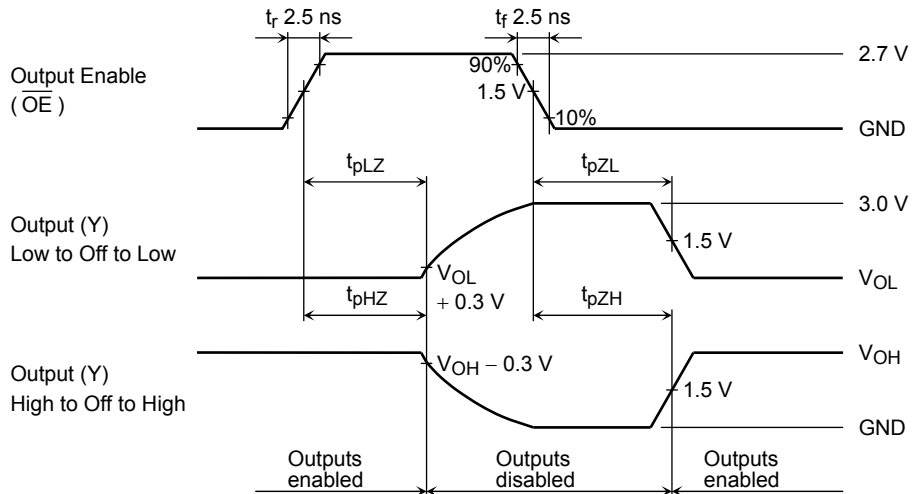 tr 2.5 ns
tf 2.5 ns
2.7 V
Output Enable
( OE )
90%
1.5 V
10%
GND
tpLZ
tpZL
3.0 V
Output (Y)
Low to Off to Low
1.5 V
VOL
+ 0.3 V
VOL
tpHZ
tpZH
VOH
Output (Y)
High to Off to High
VOH − 0.3 V
1.5 V
GND
Outputs
enabled
Outputs
disabled
Outputs
enabled